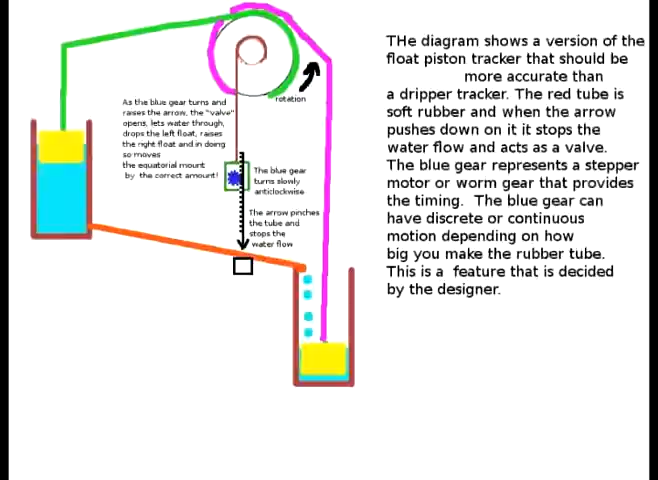 THe diagram shows a version of the
float piston tracker that should be
more accurate than
a dripper tracker. The red tube is
soft rubber and when the arrow
pushes down on it it stops the
water flow and acts as a valve.
The blue gear represents a stepper
motor or worm gear that provides
the timing.  The blue gear can
have discrete or continuous
motion depending on how
big you make the rubber tube.
This is a  feature that is decided
by the designer.
rotation
As the blue gear turns and
raises the arrow, the "valve"
opens, lets water through,
drops the left float, raises
the right float and in doing
so moves
the equatorial mount
by  the correct amount!
The blue gear
turns slowly
anticlockwise
The arrow pinches
the tube and
stops the
water flow